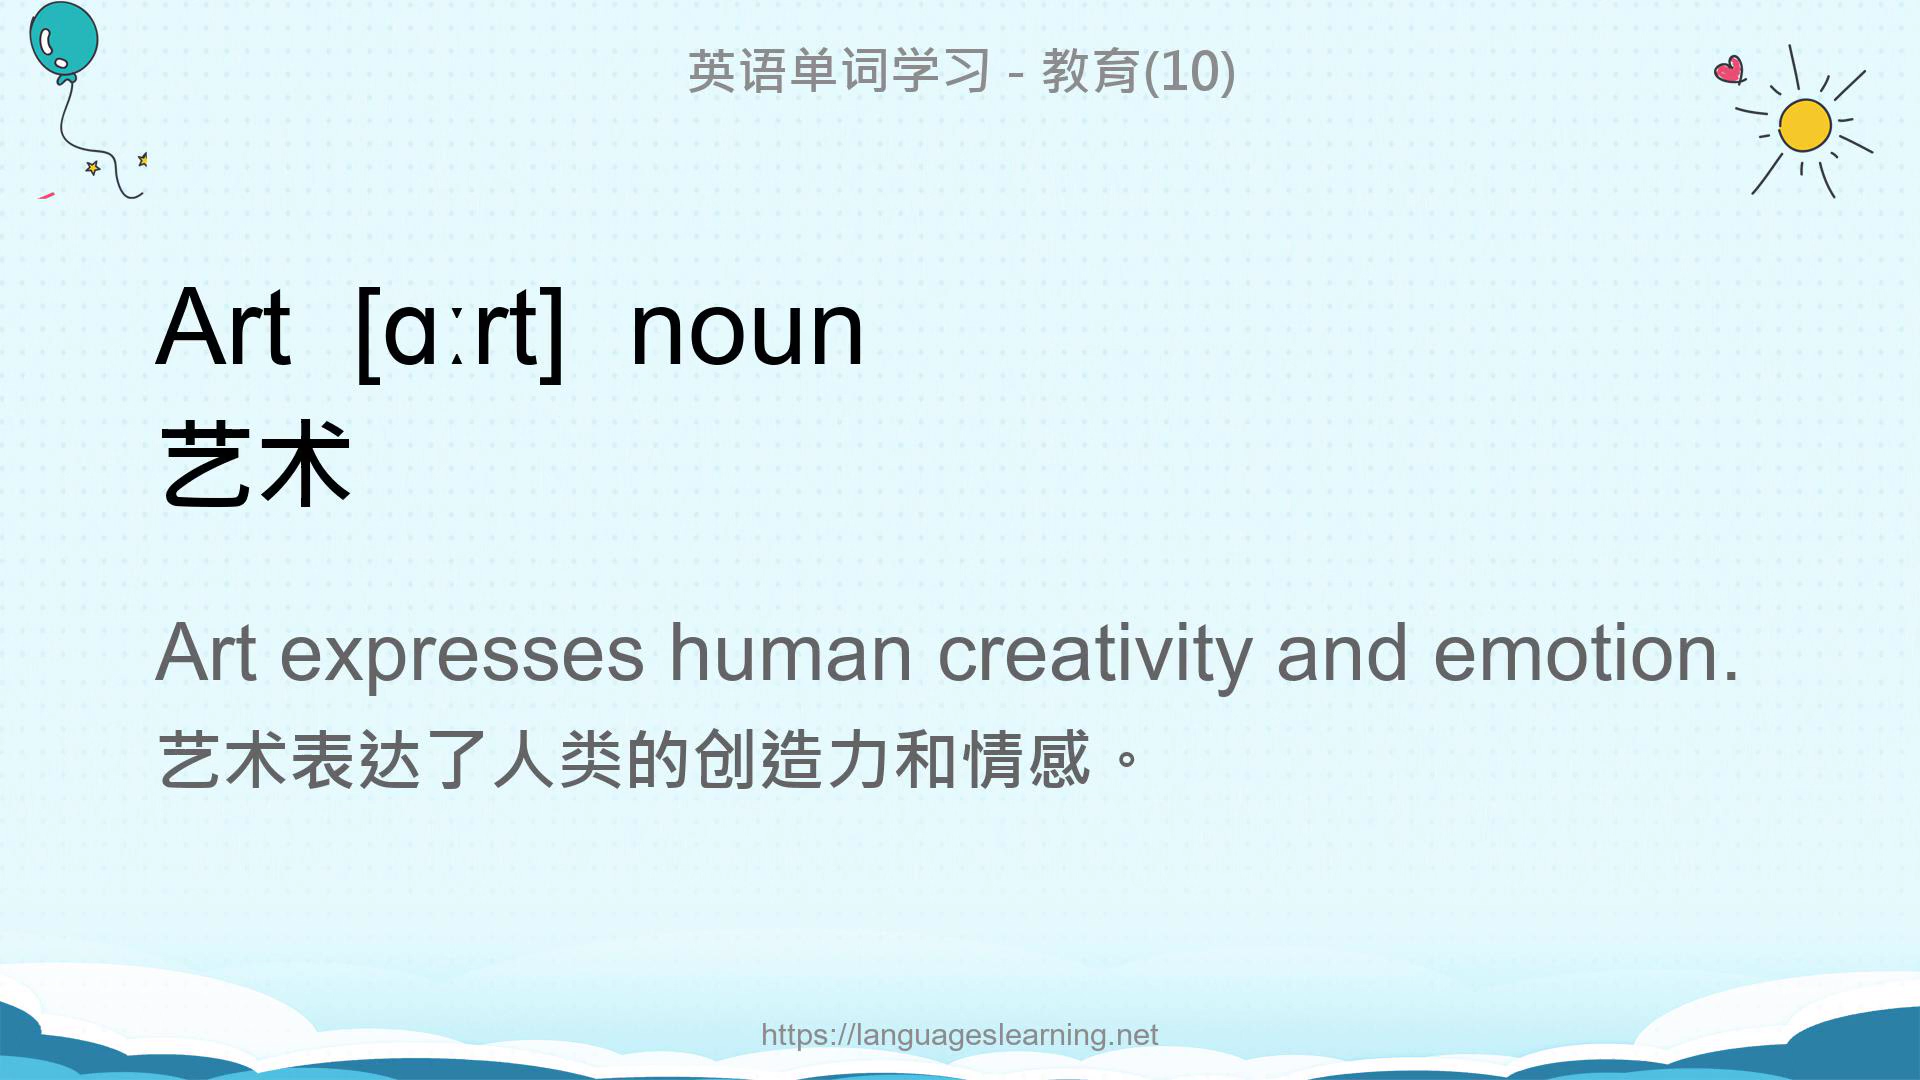 英语单词学习 - 教育(10)
Art [ɑːrt] noun
艺术
Art expresses human creativity and emotion.
艺术表达了人类的创造力和情感。
https://languageslearning.net